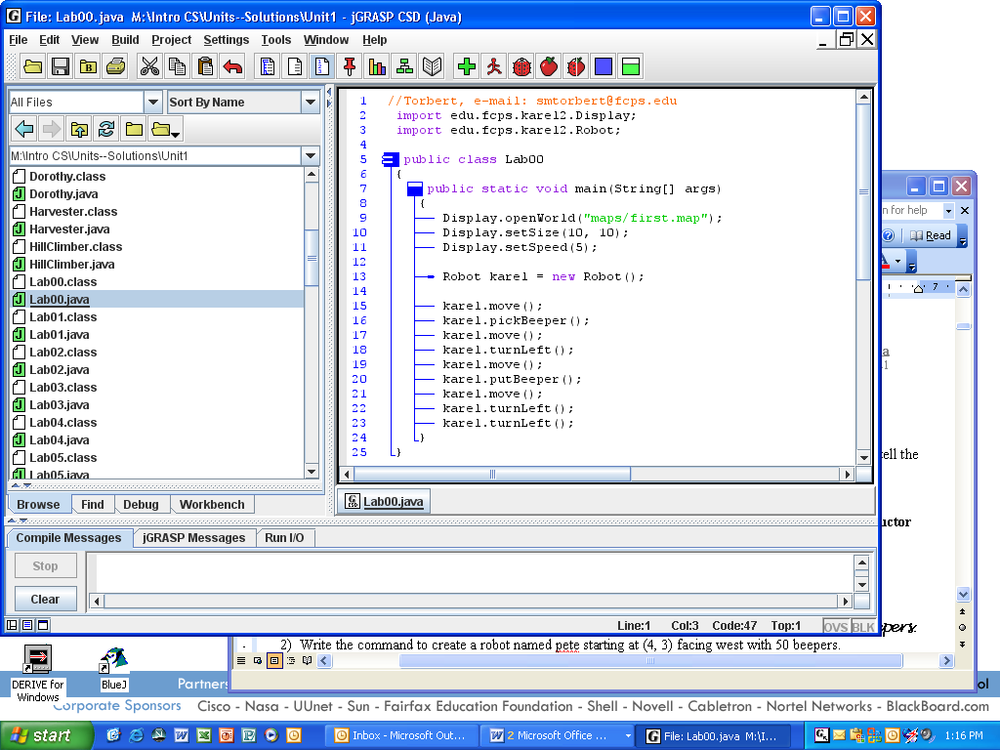 File: Lab00.java  M:\Intro CS\Units--Solutions\Unit1 - jGRASP CSD (Java)
File Edit View Build Project Settings Tools Window Help
All Files Sort By Name
M:\Intro CS\Units--Solutions\Unit1
Dorothy.class
Dorothy.java
Harvester.class
Harvester.java
HillClimber.class
HillClimber.java
Lab00.class
Lab00.java
Lab01.class
Lab01.java
Lab02.class
Lab02.java
Lab03.class
Lab03.java
Lab04.class
Lab04.java
Lab05.class
Lab05.java
Browse Find Debug Workbench
1 //Torbert, e-mail: smtorbert@fcps.edu
2 import edu.fcps.karel2.Display;
3 import edu.fcps.karel2.Robot;
4
5 public class Lab00
6 {
7 public static void main(String[] args)
8 {
9 Display.openWorld("maps/first.map");
10 Display.setSize(10, 10);
11 Display.setSpeed(5);
12
13 Robot karel = new Robot();
14
15 karel.move();
16 karel.pickBeeper();
17 karel.move();
18 karel.turnLeft();
19 karel.move();
20 karel.putBeeper();
21 karel.move();
22 karel.turnLeft();
23 karel.turnLeft();
24 }
25 }
Lab00.java
Compile Messages jGRASP Messages Run I/O
Stop
Clear
Line:1 Col:3 Code:47 Top:1 OVS BLK
n for help
Read
7
tell the
uctor
epers.
2) Write the command to create a robot named pete starting at (4, 3) facing west with 50 beepers.
DERIVE for
Windows
BlueJ
Partners
ol
Corporate Sponsors Cisco - Nasa - UUnet - Sun - Fairfax Education Foundation - Shell - Novell - Cabletron - Nortel Networks - BlackBoard.com
start
Inbox - Microsoft Out...
2 Microsoft Office ...
File: Lab00.java M:\I...
1:16 PM